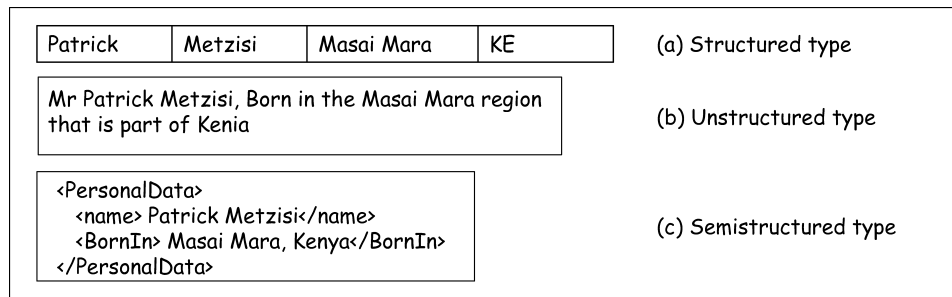 Patrick Metzisi Masai Mara KE (a) Structured type
Mr Patrick Metzisi, Born in the Masai Mara region
that is part of Kenia
(b) Unstructured type
<PersonalData>
<name> Patrick Metzisi</name>
<BornIn> Masai Mara, Kenya</BornIn>
</PersonalData>
(c) Semistructured type